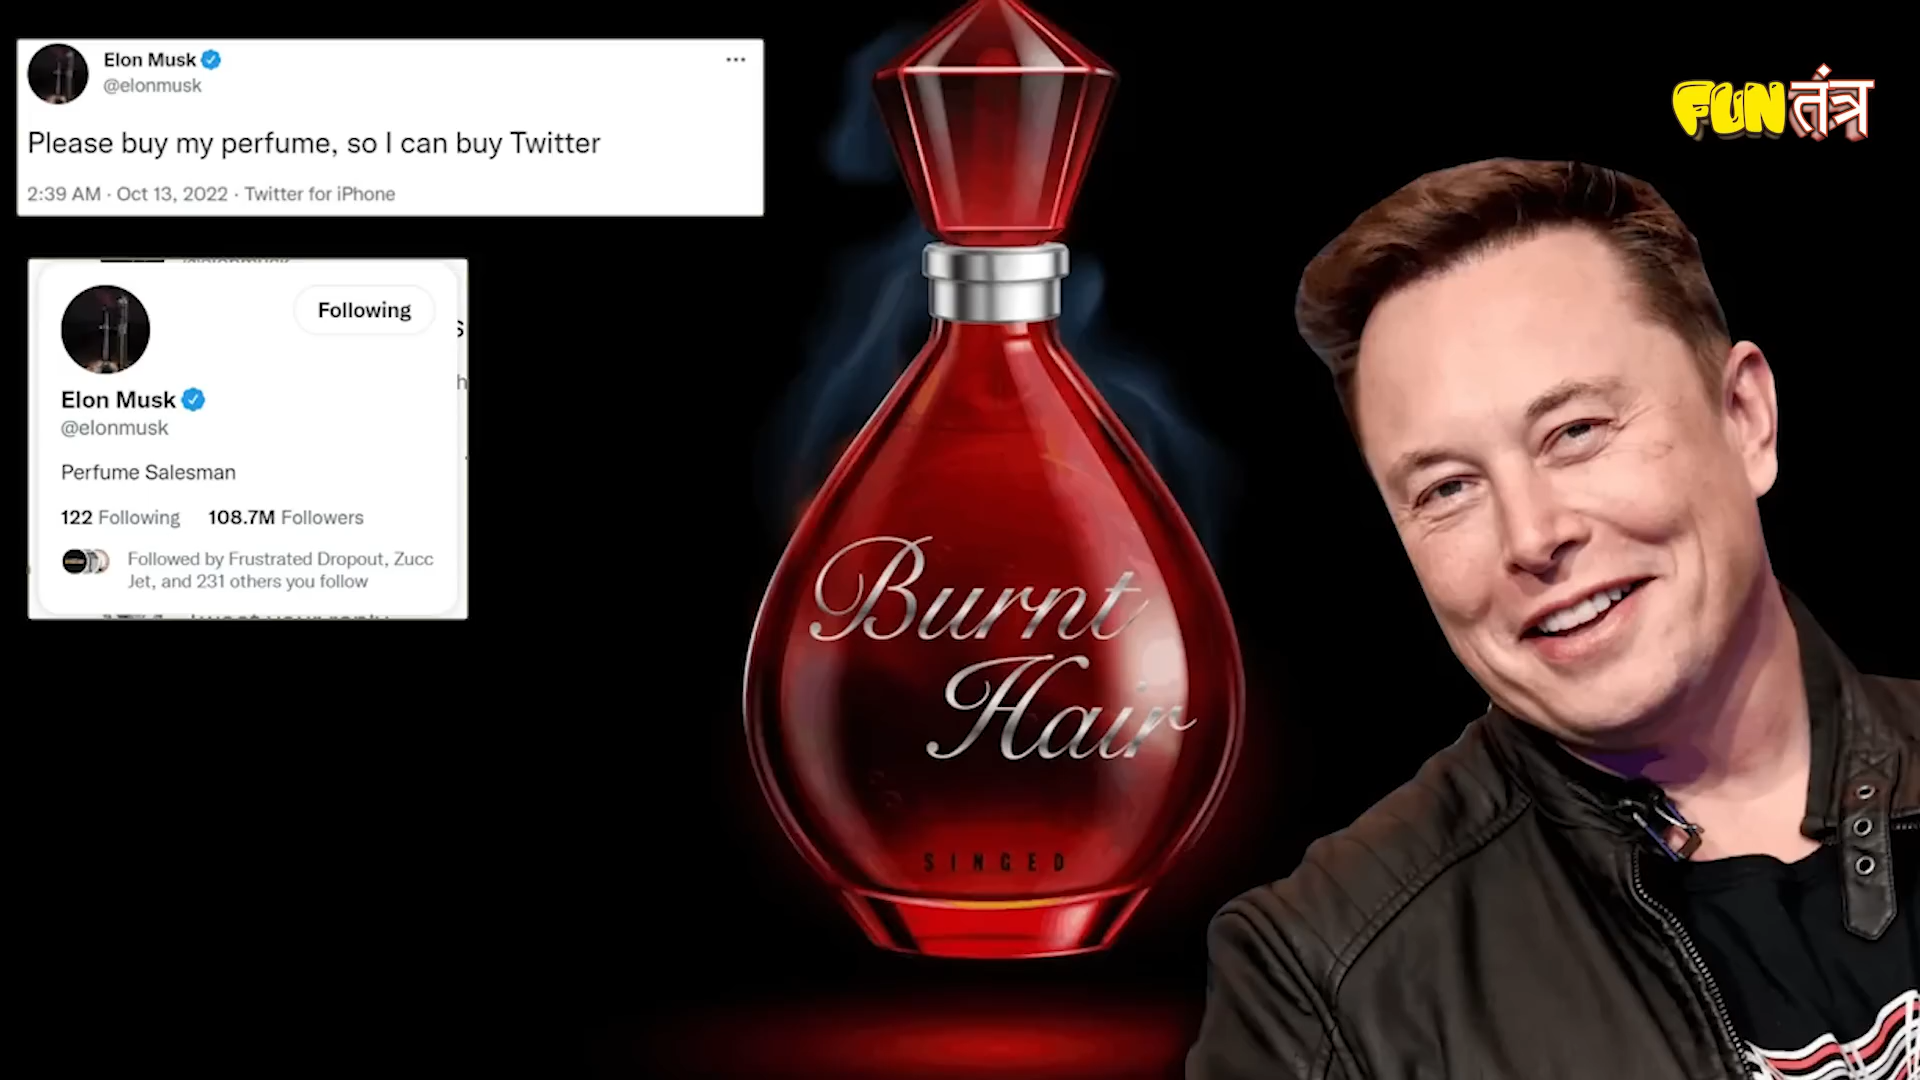 Elon Musk
@elonmusk
Please buy my perfume, so I can buy Twitter
2:39 AM · Oct 13, 2022 · Twitter for iPhone
FUNतंत्र
Following
Elon Musk
@elonmusk
Perfume Salesman
122 Following 108.7M Followers
Followed by Frustrated Dropout, Zucc
Jet, and 231 others you follow
Burnt
Hair
SINGED